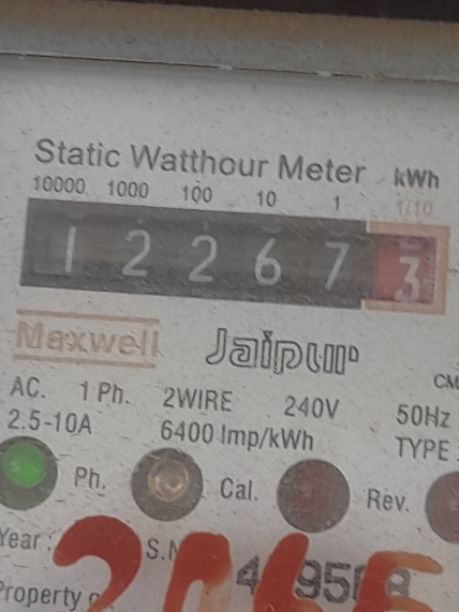 Static Watthour Meter kWh
10000 1000 100 10 1 1/10
1 2 2 6 7 3
Maxwell Jaipur
AC. 1 Ph. 2WIRE 240V 50Hz
2.5-10A 6400 Imp/kWh TYPE
Ph. Cal. Rev.
Year
Property